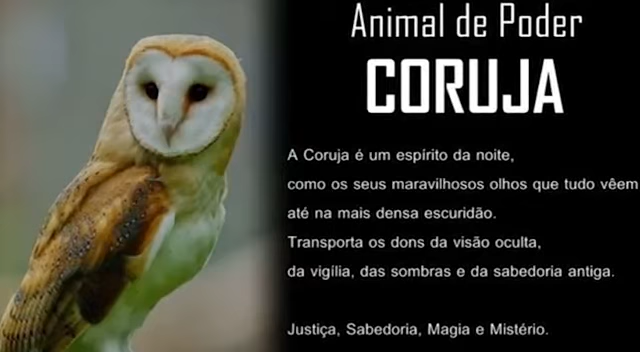 Animal de Poder
CORUJA
A Coruja é um espírito da noite,
como os seus maravilhosos olhos que tudo vêem
até na mais densa escuridão.
Transporta os dons da visão oculta,
da vigília, das sombras e da sabedoria antiga.
Justiça, Sabedoria, Magia e Mistério.